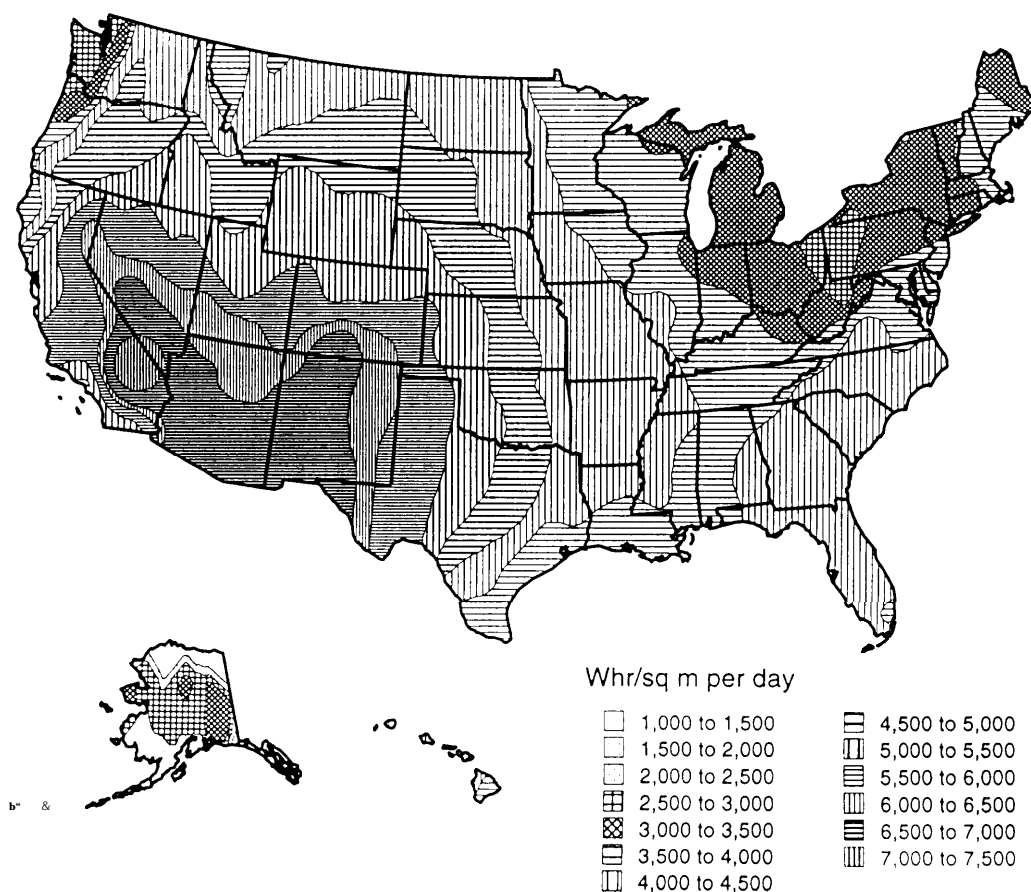 b" &
Whr/sq m per day
1,000 to 1,500
1,500 to 2,000
2,000 to 2,500
2,500 to 3,000
3,000 to 3,500
3,500 to 4,000
4,000 to 4,500
4,500 to 5,000
5,000 to 5,500
5,500 to 6,000
6,000 to 6,500
6,500 to 7,000
7,000 to 7,500